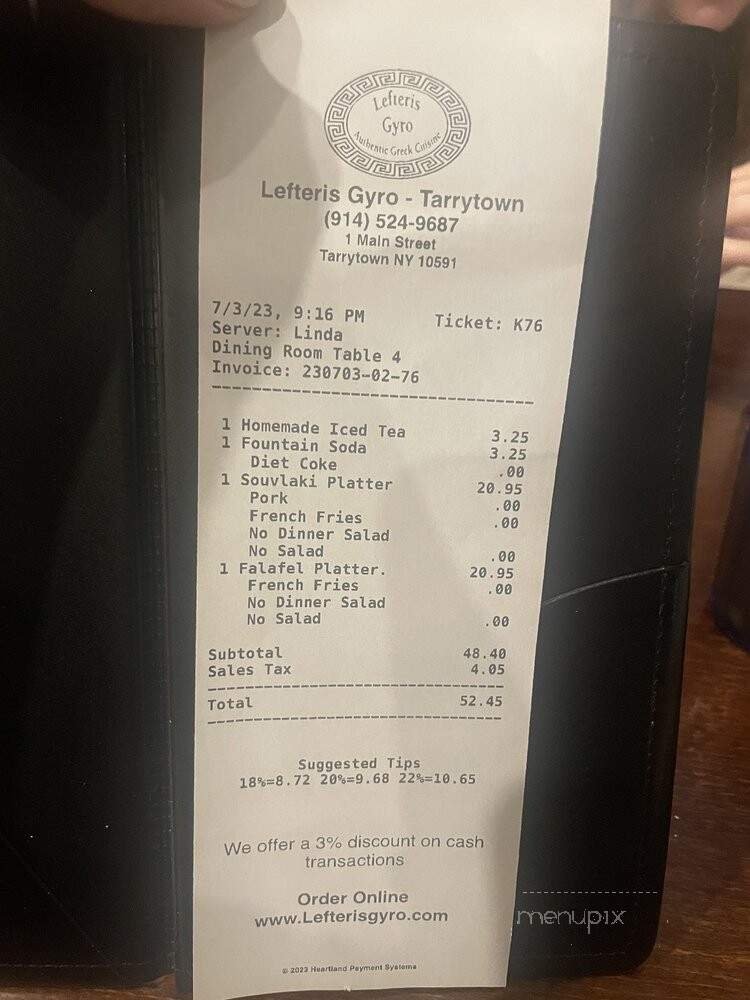 Lefteris
Gyro
Authentic Greek Cuisine
Lefteris Gyro - Tarrytown
(914) 524-9687
1 Main Street
Tarrytown NY 10591
7/3/23, 9:16 PM Ticket: K76
Server: Linda
Dining Room Table 4
Invoice: 230703-02-76
1 Homemade Iced Tea 3.25
1 Fountain Soda 3.25
Diet Coke .00
1 Souvlaki Platter 20.95
Pork .00
French Fries .00
No Dinner Salad
No Salad .00
1 Falafel Platter. 20.95
French Fries .00
No Dinner Salad
No Salad .00
Subtotal 48.40
Sales Tax 4.05
Total 52.45
Suggested Tips
18%=8.72 20%=9.68 22%=10.65
We offer a 3% discount on cash
transactions
Order Online
www.Lefterisgyro.com
© 2023 Heartland Payment Systems
menupix